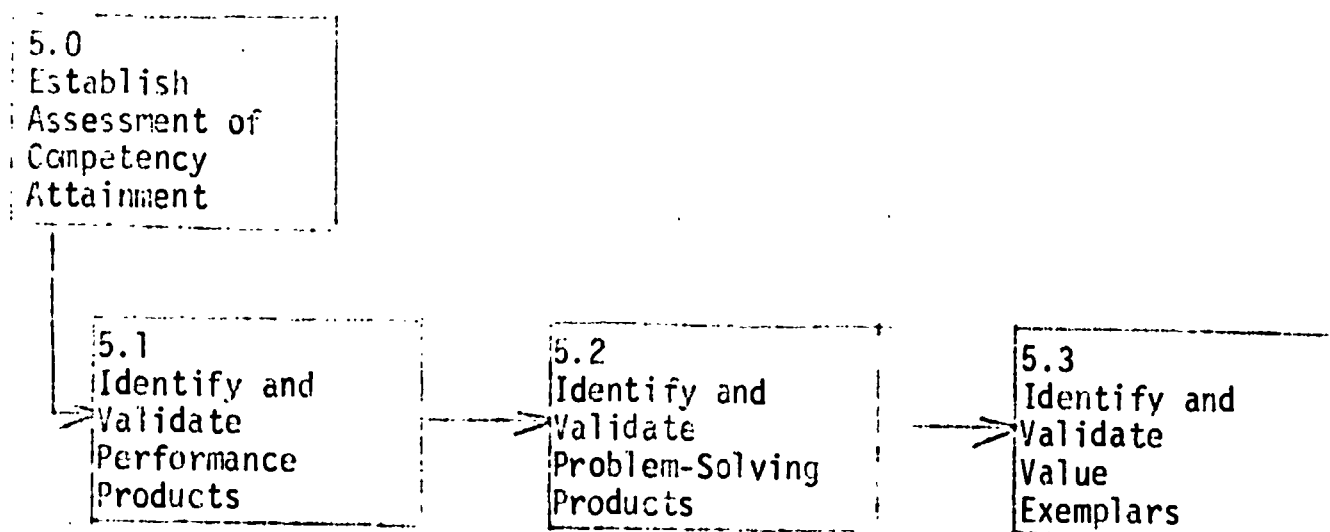 5.0
Establish
Assessment of
Competency
Attainment
5.1
Identify and
Validate
Performance
Products
5.2
Identify and
Validate
Problem-Solving
Products
5.3
Identify and
Validate
Value
Exemplars